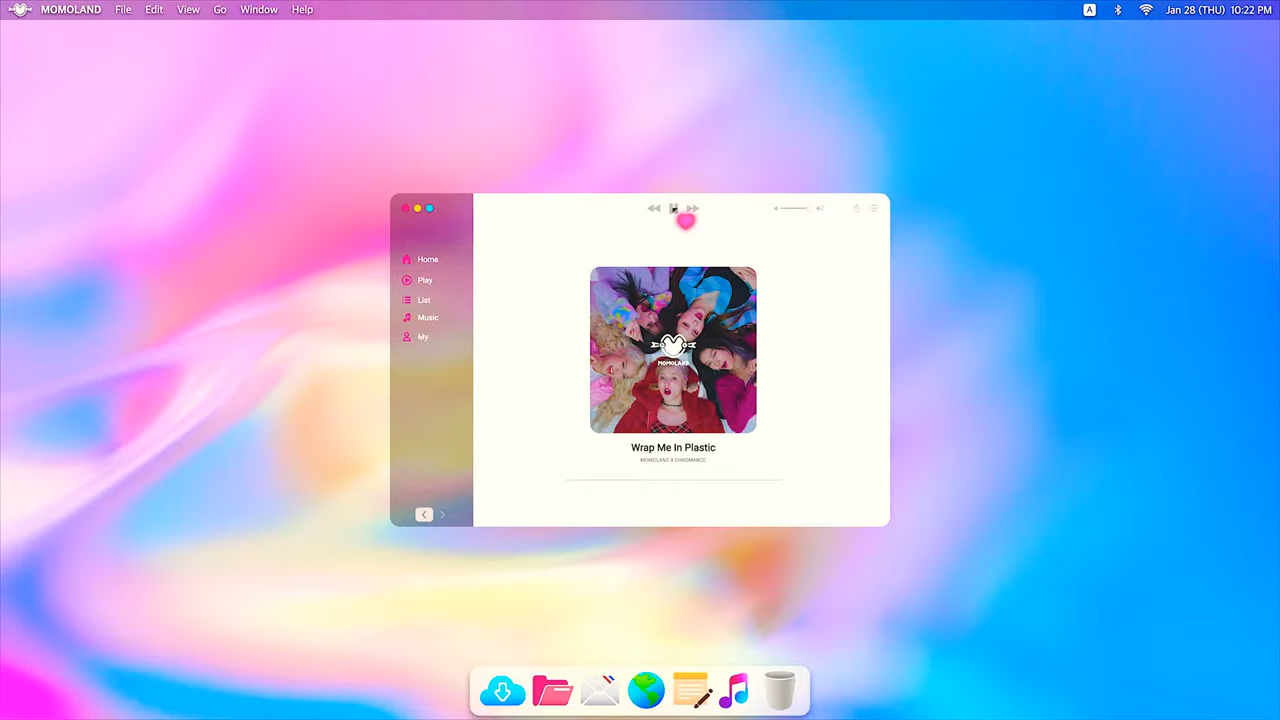 MOMOLAND File Edit View Go Window Help A Jan 28 (THU) 10:22 PM
Home
Play
List
Music
My
MOMOLAND
Wrap Me In Plastic
MOMOLAND X CHROMANCE